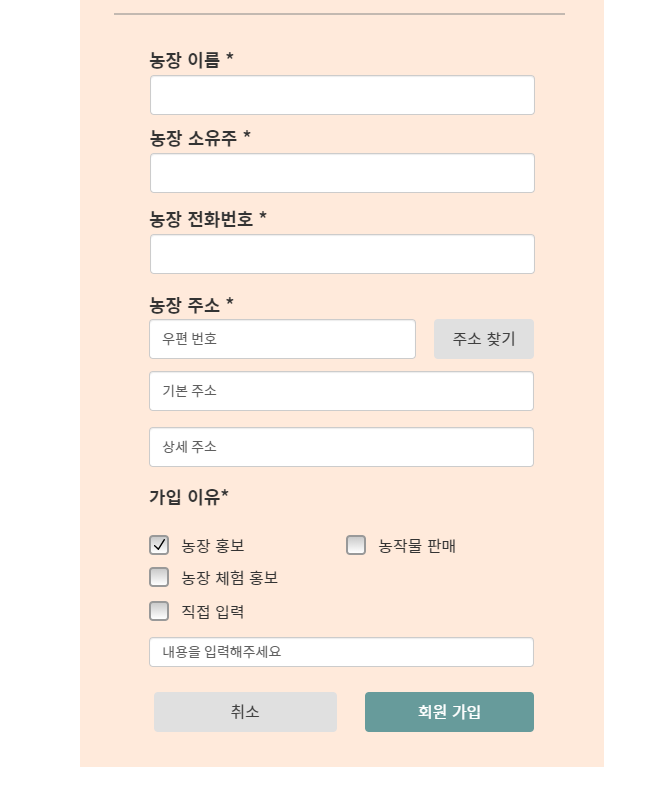 농장 이름 *
농장 소유주 *
농장 전화번호 *
농장 주소 *
우편 번호 주소 찾기
기본 주소
상세 주소
가입 이유*
농장 홍보 농작물 판매
농장 체험 홍보
직접 입력
내용을 입력해주세요
취소 회원 가입